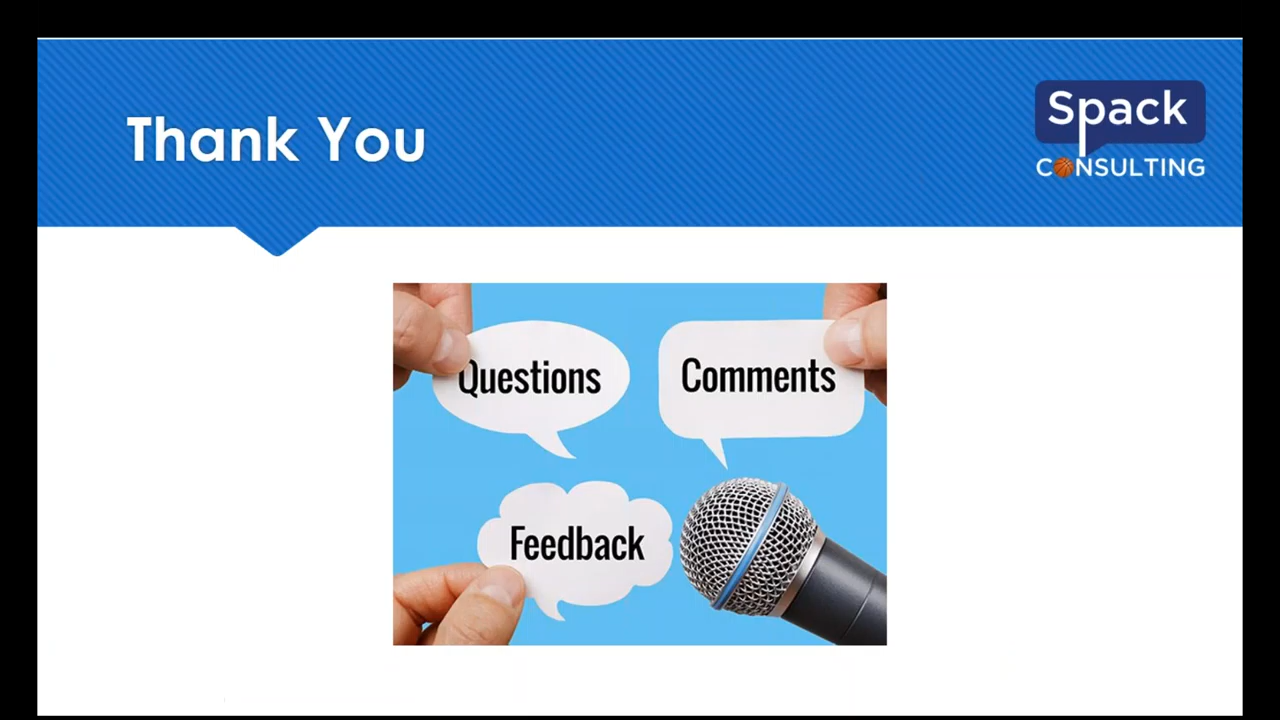 Thank You
Spack
CONSULTING
Questions
Comments
Feedback